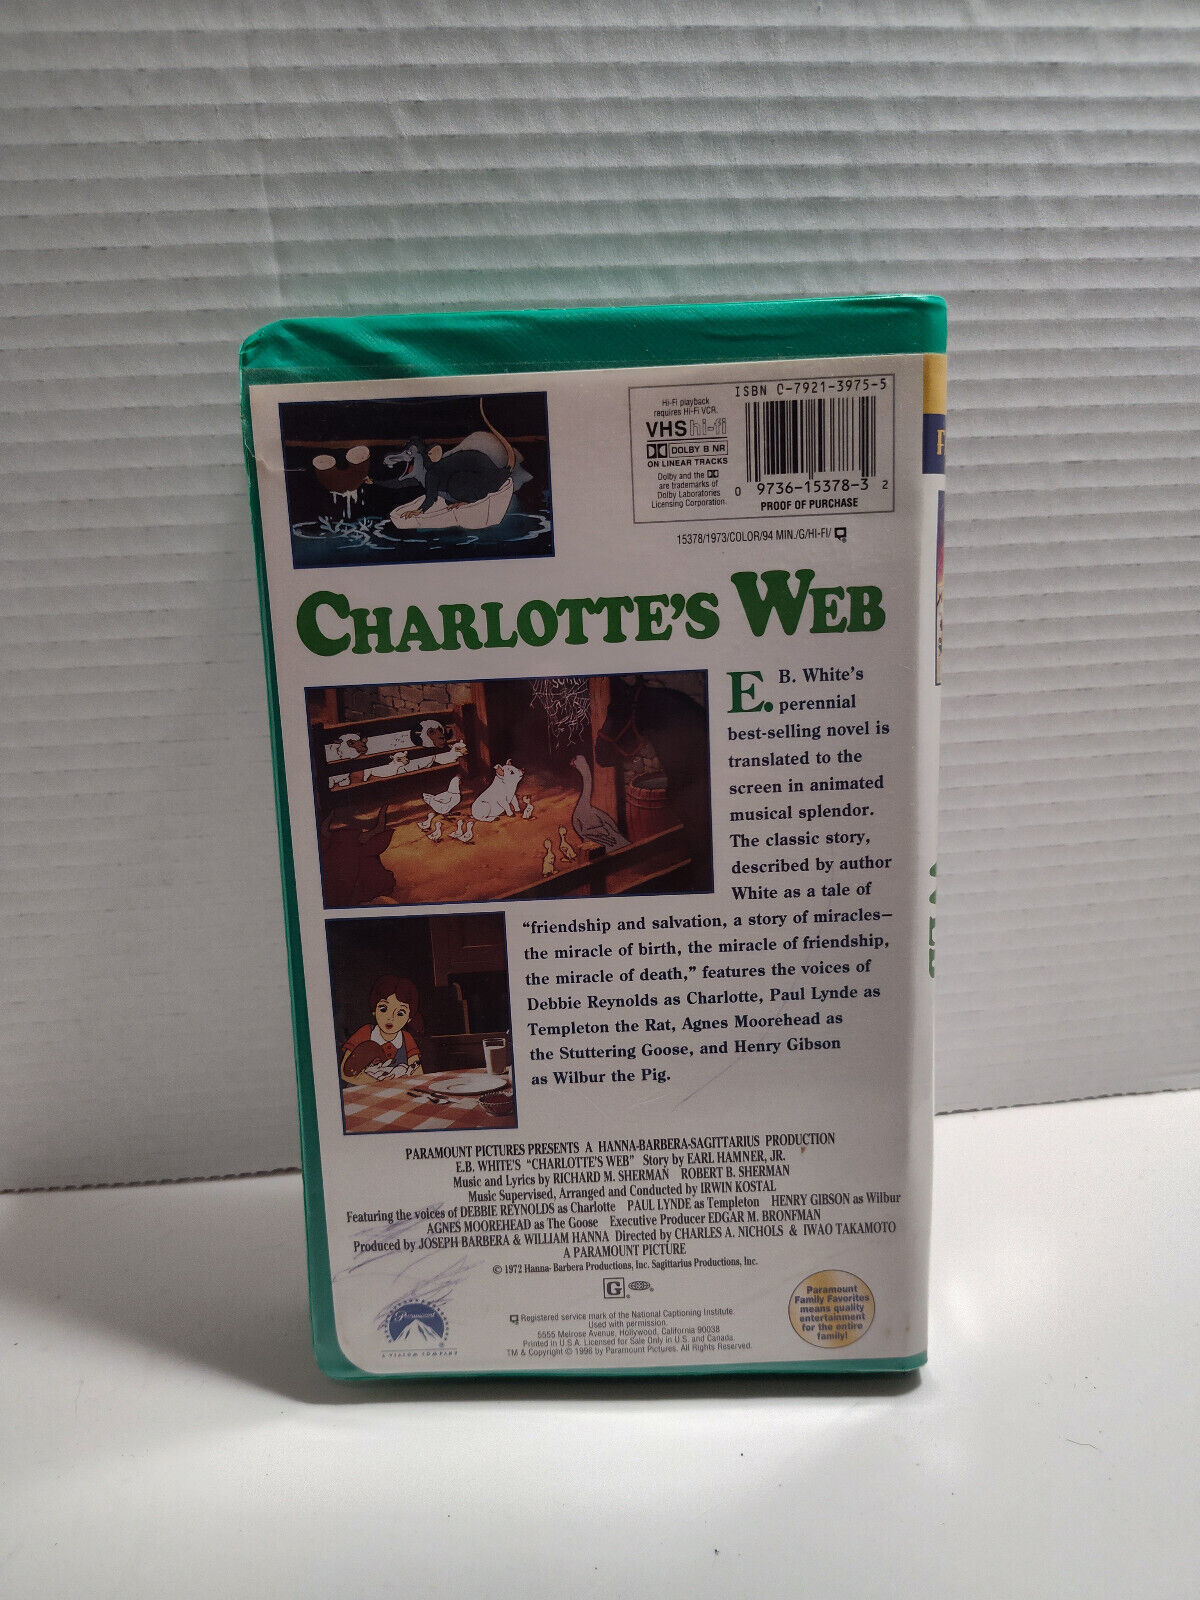 ISBN 0-7921-3975-5
Hi-Fi playback
requires Hi-Fi VCR.
VHS hi-fi
DOLBY B NR
ON LINEAR TRACKS
Dolby and the
are trademarks of
Dolby Laboratories
Licensing Corporation.
0 9736-15378-3 2
PROOF OF PURCHASE
15378/1973/COLOR/94 MIN./G/HI-FI/
CHARLOTTE'S WEB
E. B. White's
perennial
best-selling novel is
translated to the
screen in animated
musical splendor.
The classic story,
described by author
White as a tale of
“friendship and salvation, a story of miracles—
the miracle of birth, the miracle of friendship,
the miracle of death,” features the voices of
Debbie Reynolds as Charlotte, Paul Lynde as
Templeton the Rat, Agnes Moorehead as
the Stuttering Goose, and Henry Gibson
as Wilbur the Pig.
PARAMOUNT PICTURES PRESENTS A HANNA-BARBERA-SAGITTARIUS PRODUCTION
E.B. WHITE'S "CHARLOTTE'S WEB" Story by EARL HAMNER, JR.
Music and Lyrics by RICHARD M. SHERMAN ROBERT B. SHERMAN
Music Supervised, Arranged and Conducted by IRWIN KOSTAL
Featuring the voices of DEBBIE REYNOLDS as Charlotte PAUL LYNDE as Templeton HENRY GIBSON as Wilbur
AGNES MOOREHEAD as The Goose Executive Producer EDGAR M. BRONFMAN
Produced by JOSEPH BARBERA & WILLIAM HANNA Directed by CHARLES A. NICHOLS & IWAO TAKAMOTO
A PARAMOUNT PICTURE
© 1972 Hanna- Barbera Productions, Inc. Sagittarius Productions, Inc.
G
Registered service mark of the National Captioning Institute.
Used with permission.
5555 Melrose Avenue, Hollywood, California 90038
Printed in U.S.A. Licensed for Sale Only in U.S. and Canada.
TM & Copyright © 1996 by Paramount Pictures. All Rights Reserved.
Paramount
A VIACOM COMPANY
Paramount
Family Favorites
means quality
entertainment
for the entire
family!